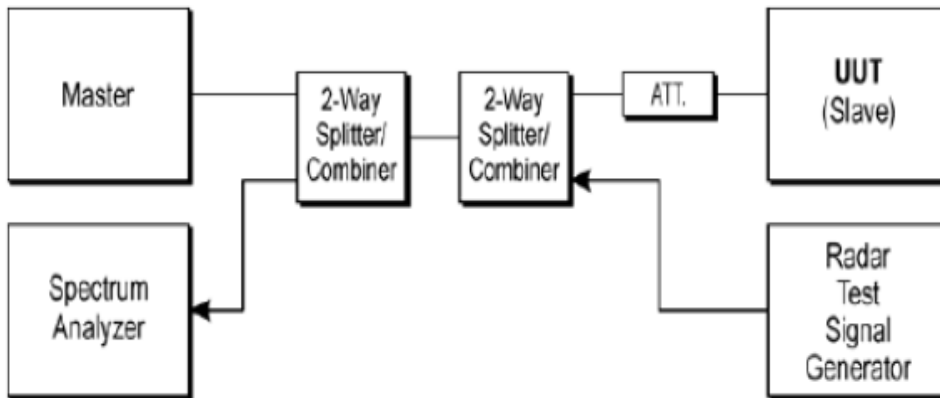 Master
2-Way
Splitter/
Combiner
2-Way
Splitter/
Combiner
ATT.
UUT
(Slave)
Spectrum
Analyzer
Radar
Test
Signal
Generator